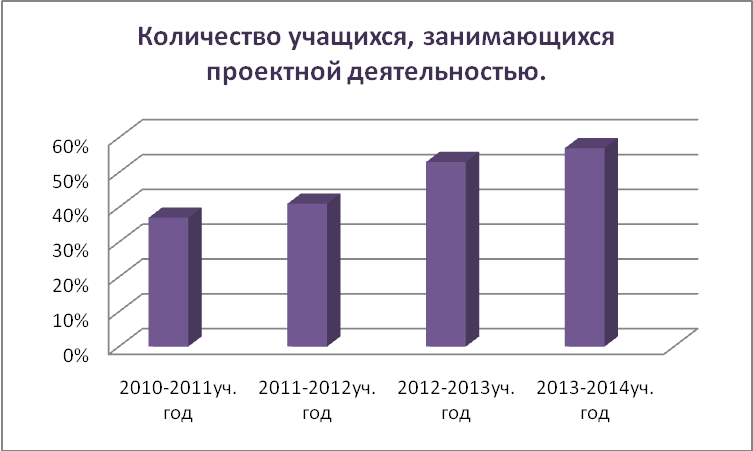 Количество учащихся, занимающихся
проектной деятельностью.
60%
50%
40%
30%
20%
10%
0%
2010-2011уч. год
2011-2012уч. год
2012-2013уч. год
2013-2014уч. год